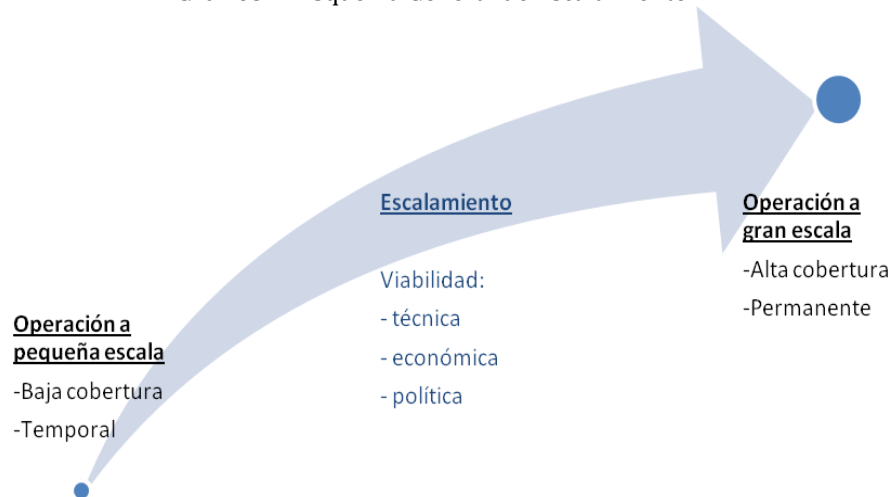 Escalamiento
Viabilidad:
- técnica
- económica
- política
Operación a
gran escala
-Alta cobertura
-Permanente
Operación a
pequeña escala
-Baja cobertura
-Temporal